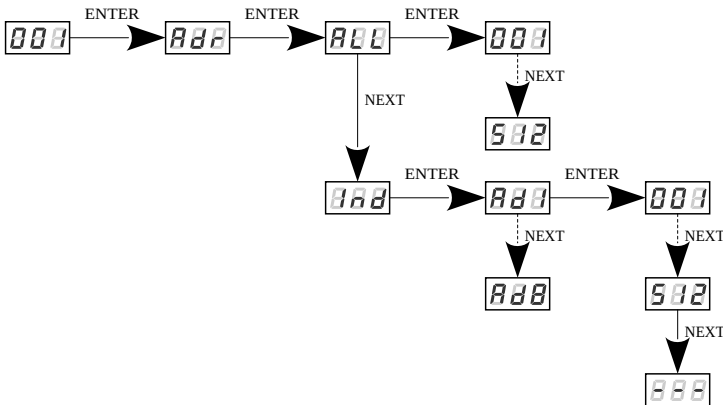 ENTER ENTER ENTER
001 Adr ALL 001
NEXT
NEXT
512
ENTER ENTER
Ind Ad1 001
NEXT NEXT
Ad8 512
NEXT
---